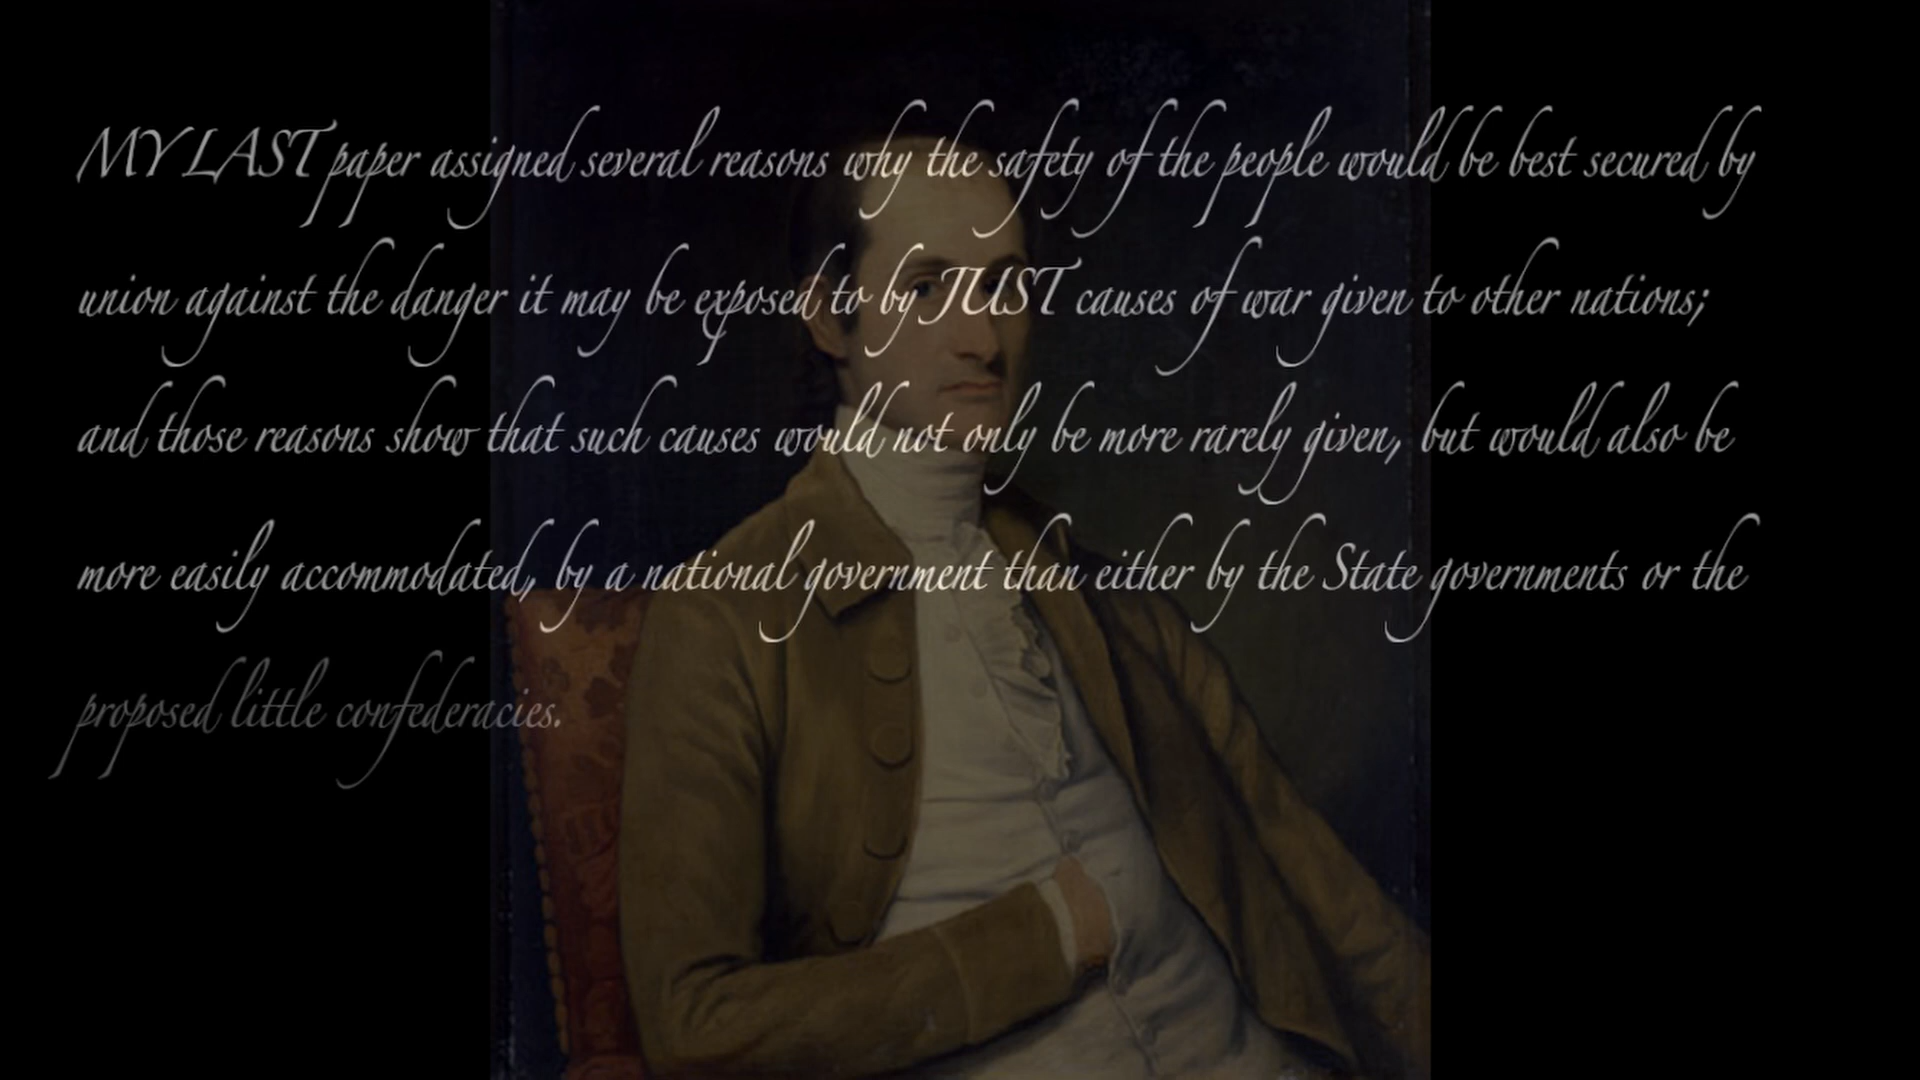 MY LAST paper assigned several reasons why the safety of the people would be best secured by
union against the danger it may be exposed to by JUST causes of war given to other nations;
and those reasons show that such causes would not only be more rarely given, but would also be
more easily accommodated, by a national government than either by the State governments or the
proposed little confederacies.